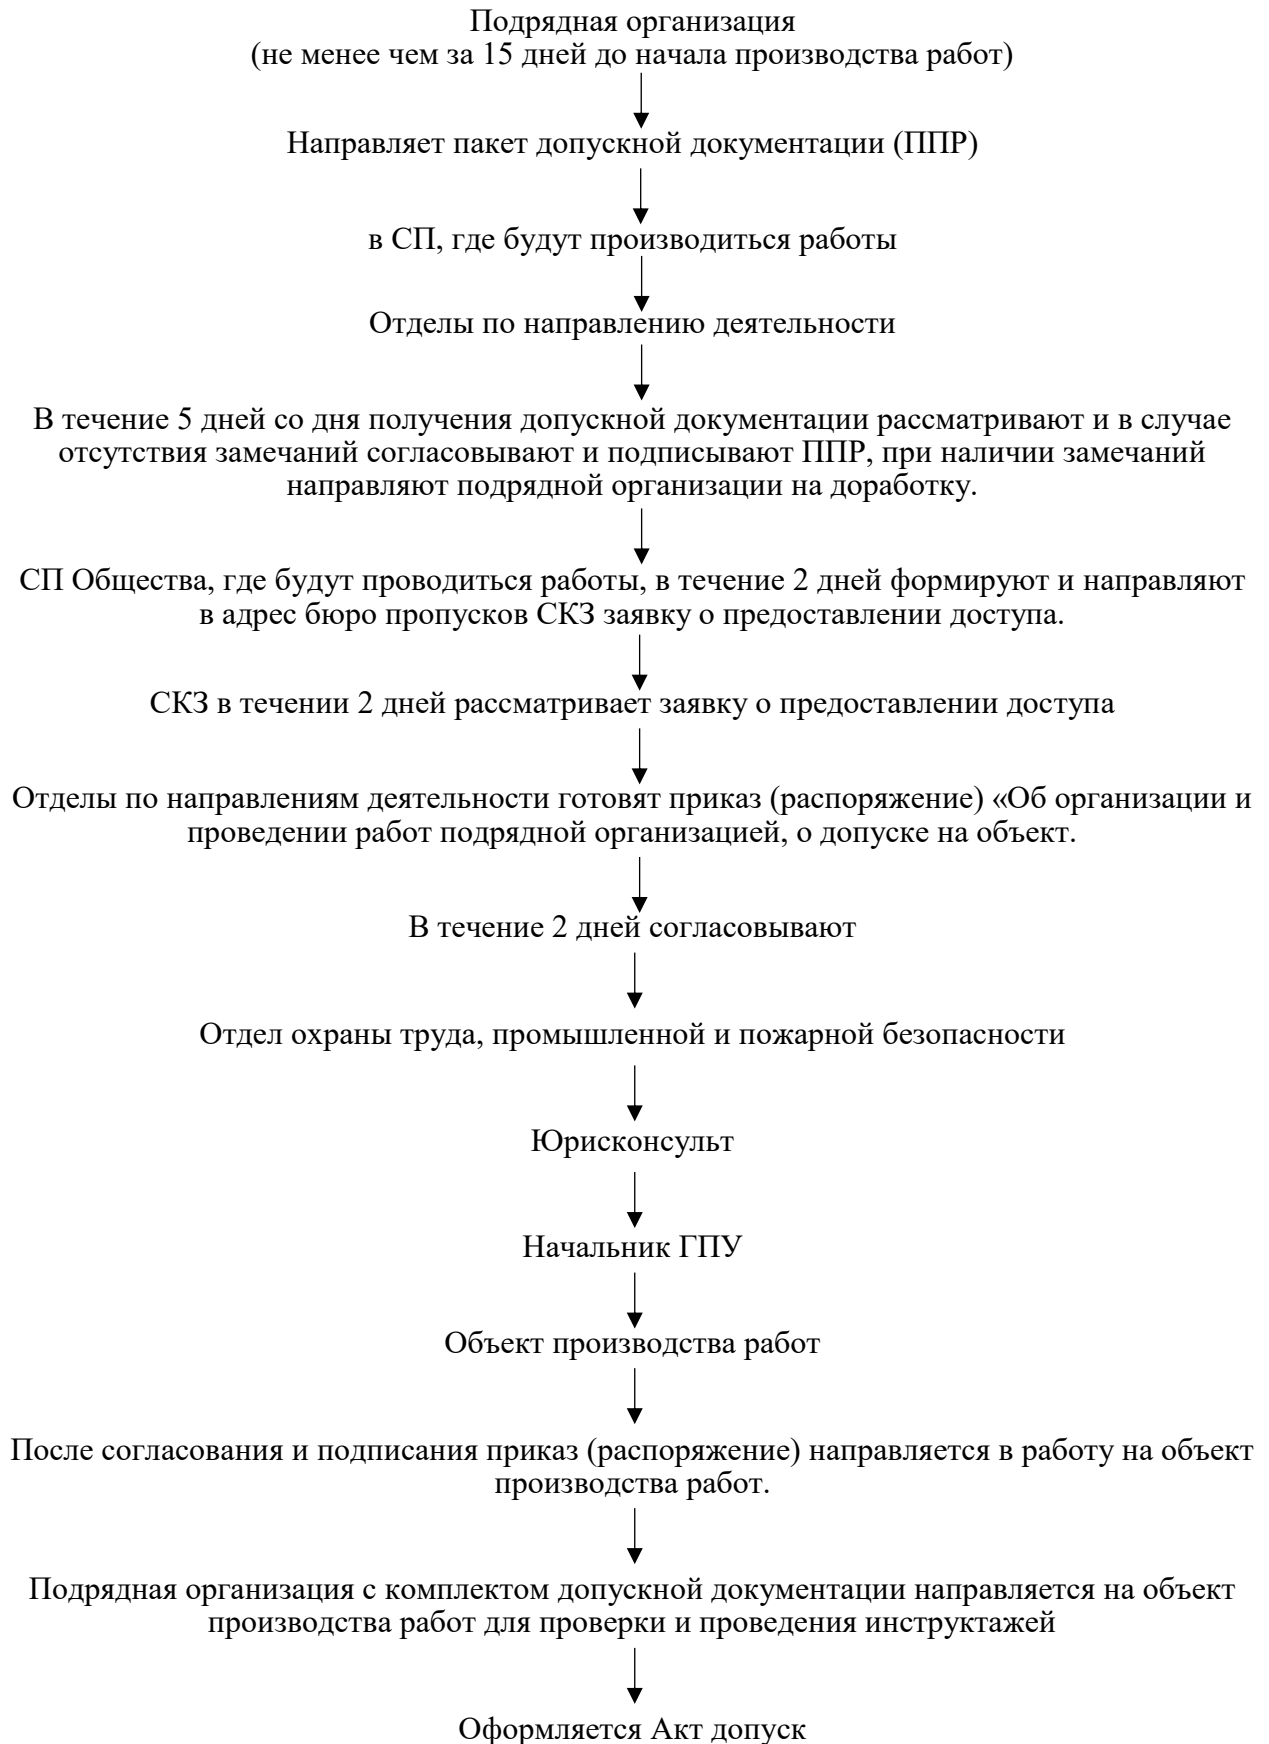 Подрядная организация
(не менее чем за 15 дней до начала производства работ)
Направляет пакет допускной документации (ППР)
в СП, где будут производиться работы
Отделы по направлению деятельности
В течение 5 дней со дня получения допускной документации рассматривают и в случае
отсутствия замечаний согласовывают и подписывают ППР, при наличии замечаний
направляют подрядной организации на доработку.
СП Общества, где будут проводиться работы, в течение 2 дней формируют и направляют
в адрес бюро пропусков СКЗ заявку о предоставлении доступа.
СКЗ в течении 2 дней рассматривает заявку о предоставлении доступа
Отделы по направлениям деятельности готовят приказ (распоряжение) «Об организации и
проведении работ подрядной организацией, о допуске на объект.
В течение 2 дней согласовывают
Отдел охраны труда, промышленной и пожарной безопасности
Юрисконсульт
Начальник ГПУ
Объект производства работ
После согласования и подписания приказ (распоряжение) направляется в работу на объект
производства работ.
Подрядная организация с комплектом допускной документации направляется на объект
производства работ для проверки и проведения инструктажей
Оформляется Акт допуск